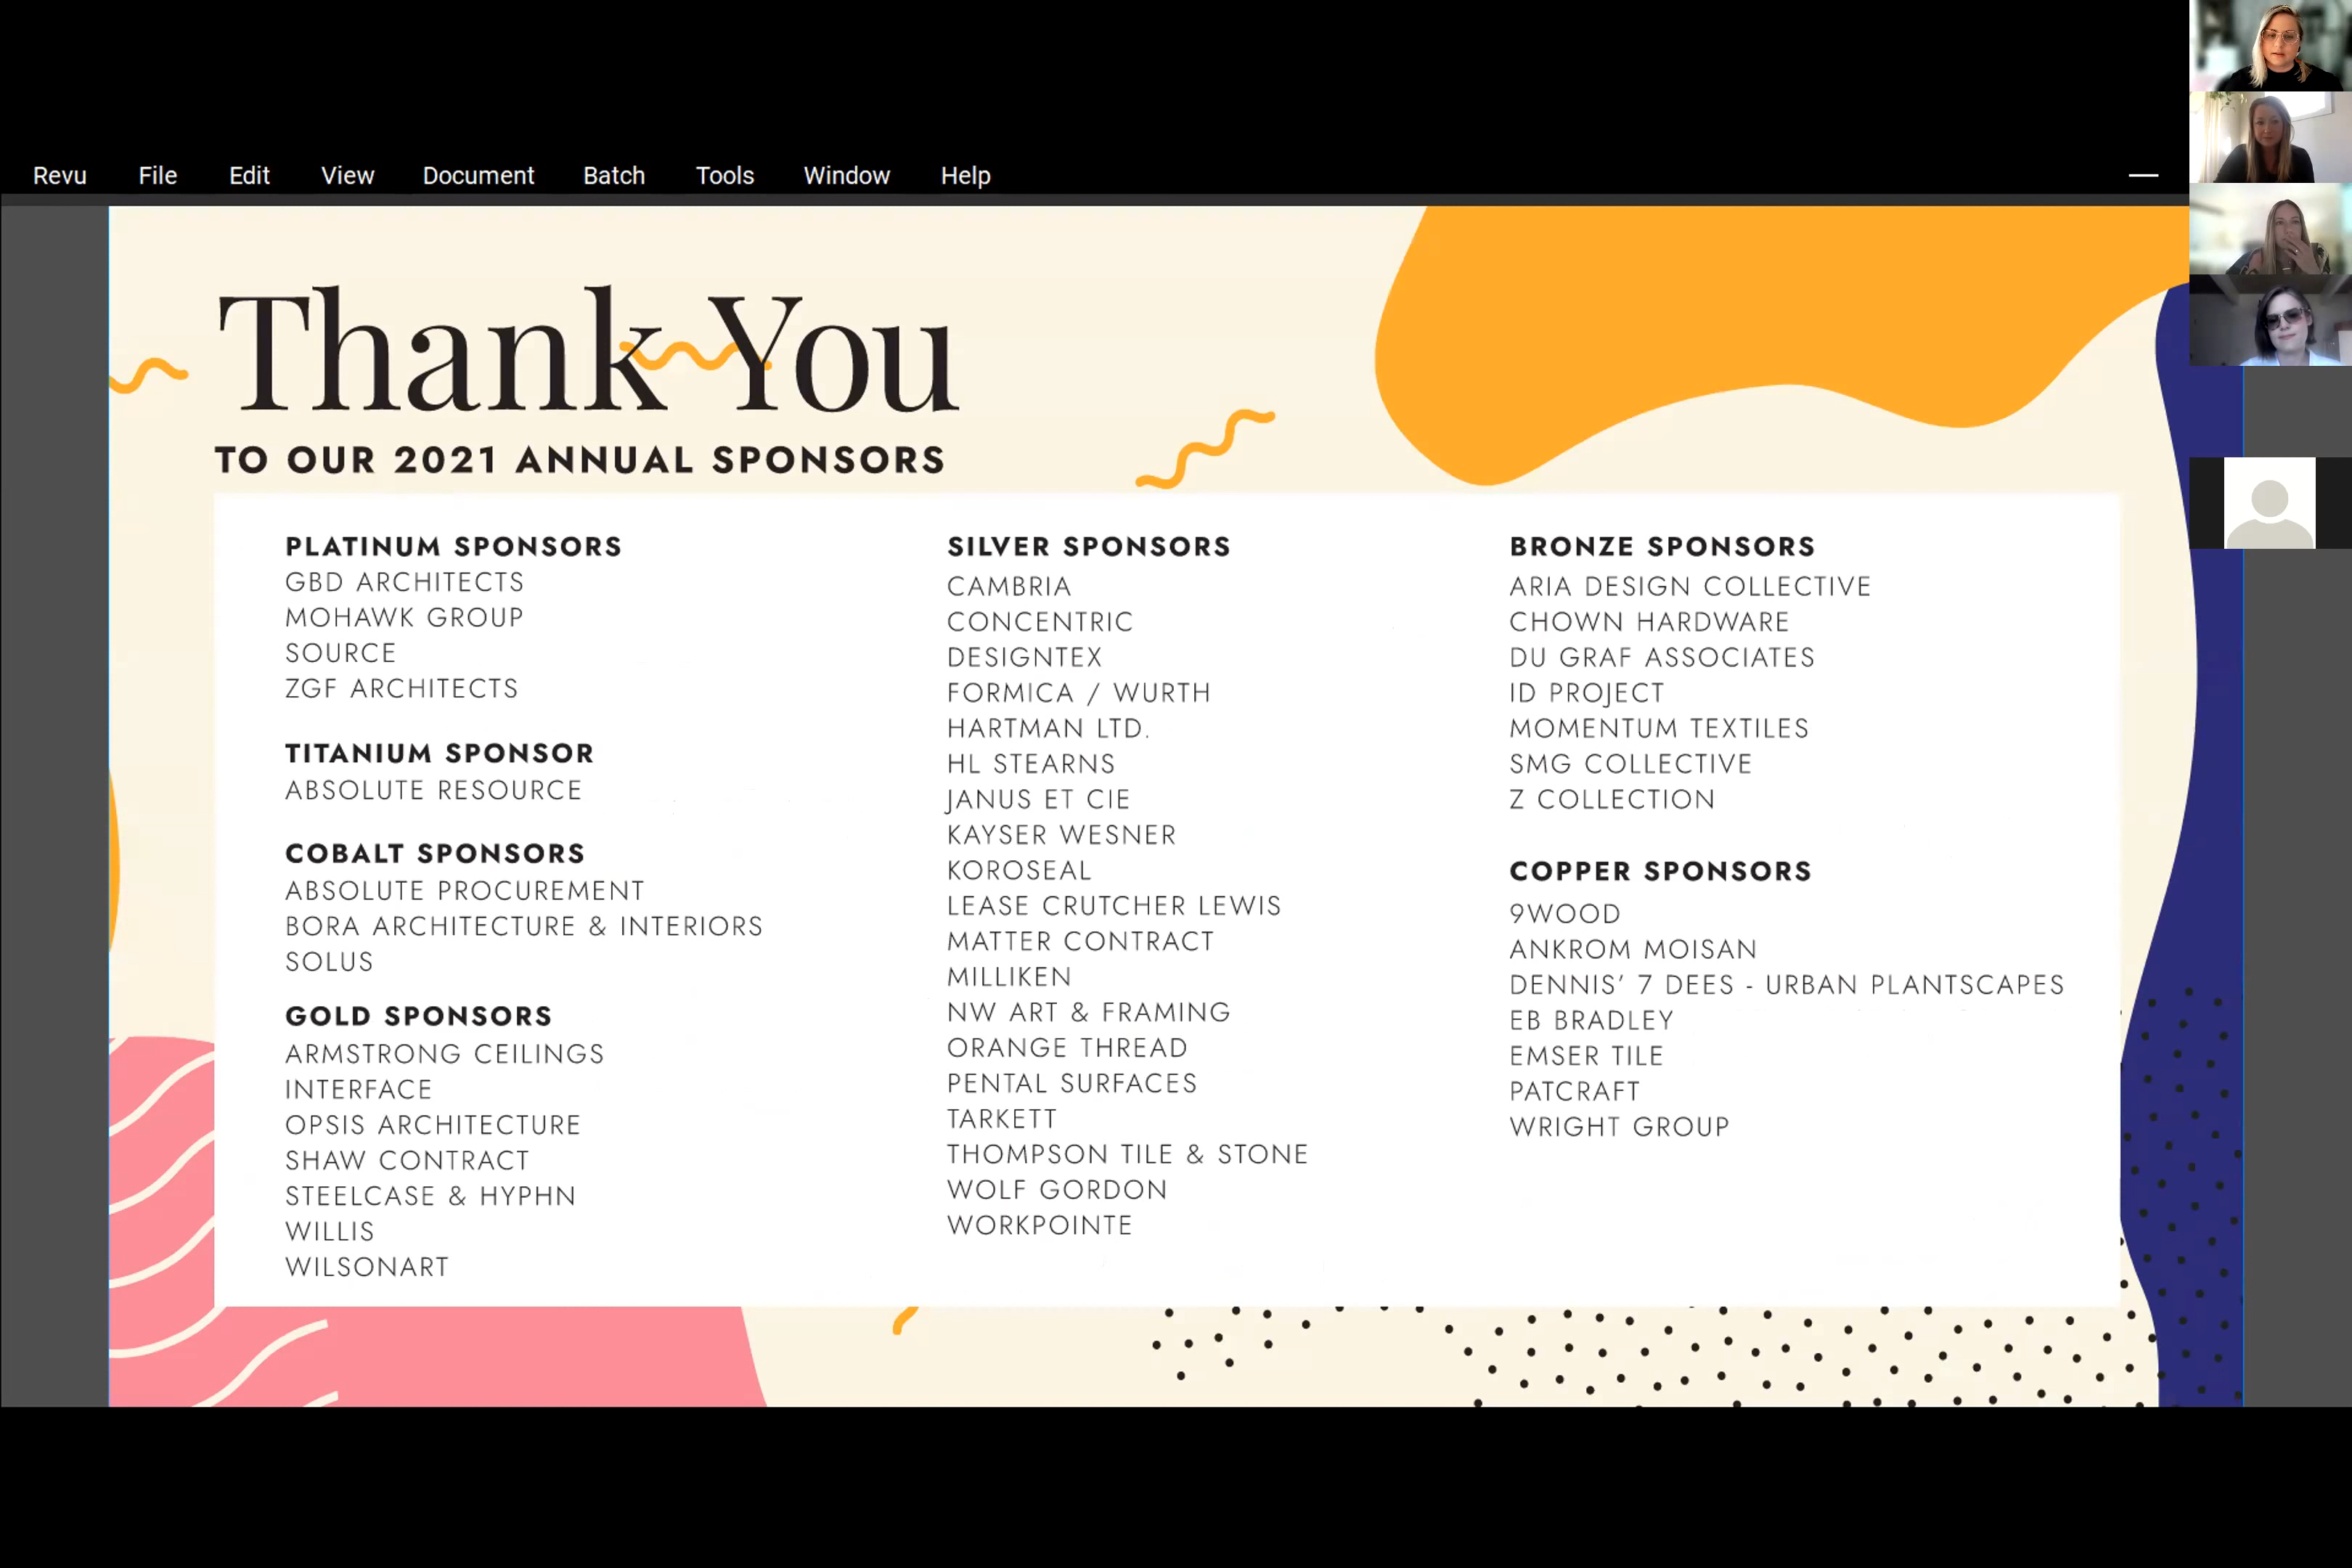 Revu File Edit View Document Batch Tools Window Help
Thank You
TO OUR 2021 ANNUAL SPONSORS
PLATINUM SPONSORS
GBD ARCHITECTS
MOHAWK GROUP
SOURCE
ZGF ARCHITECTS
TITANIUM SPONSOR
ABSOLUTE RESOURCE
COBALT SPONSORS
ABSOLUTE PROCUREMENT
BORA ARCHITECTURE & INTERIORS
SOLUS
GOLD SPONSORS
ARMSTRONG CEILINGS
INTERFACE
OPSIS ARCHITECTURE
SHAW CONTRACT
STEELCASE & HYPHN
WILLIS
WILSONART
SILVER SPONSORS
CAMBRIA
CONCENTRIC
DESIGNTEX
FORMICA / WURTH
HARTMAN LTD.
HL STEARNS
JANUS ET CIE
KAYSER WESNER
KOROSEAL
LEASE CRUTCHER LEWIS
MATTER CONTRACT
MILLIKEN
NW ART & FRAMING
ORANGE THREAD
PENTAL SURFACES
TARKETT
THOMPSON TILE & STONE
WOLF GORDON
WORKPOINTE
BRONZE SPONSORS
ARIA DESIGN COLLECTIVE
CHOWN HARDWARE
DU GRAF ASSOCIATES
ID PROJECT
MOMENTUM TEXTILES
SMG COLLECTIVE
Z COLLECTION
COPPER SPONSORS
9WOOD
ANKROM MOISAN
DENNIS’ 7 DEES - URBAN PLANTSCAPES
EB BRADLEY
EMSER TILE
PATCRAFT
WRIGHT GROUP